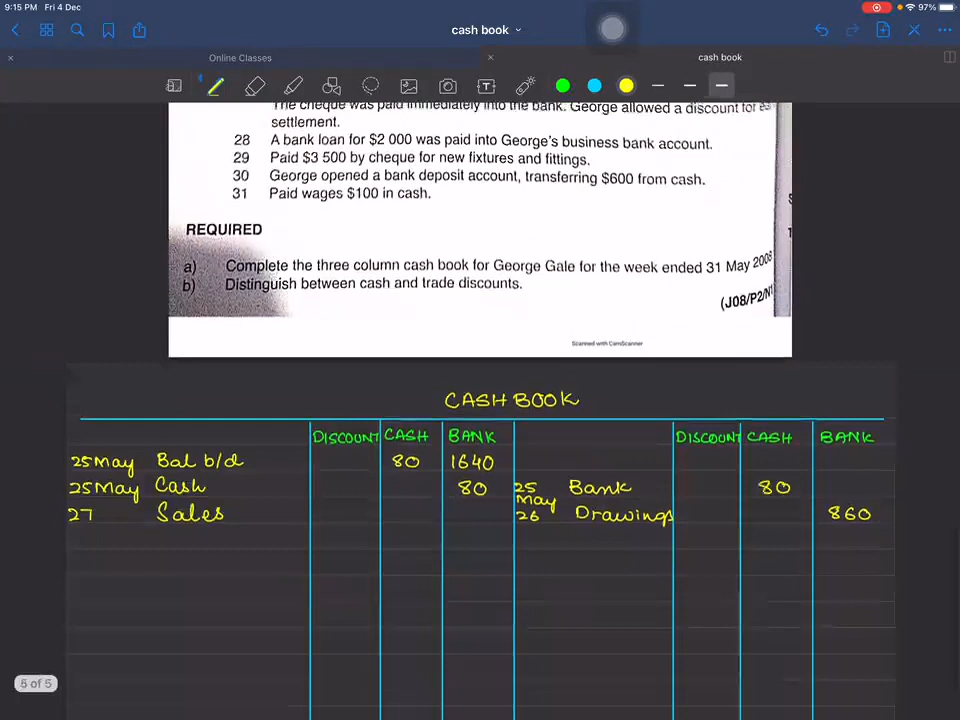 9:15 PM Fri 4 Dec 97%
cash book
Online Classes cash book
The cheque was paid immediately into the bank. George allowed a discount for
settlement.
28 A bank loan for $2 000 was paid into George's business bank account.
29 Paid $3 500 by cheque for new fixtures and fittings.
30 George opened a bank deposit account, transferring $600 from cash.
31 Paid wages $100 in cash.
REQUIRED
a) Complete the three column cash book for George Gale for the week ended 31 May 2008
b) Distinguish between cash and trade discounts.
(J08/P2/N1
Scanned with CamScanner
CASH BOOK
DISCOUNT CASH BANK DISCOUNT CASH BANK
25 May Bal b/d 80 1640
25 May Cash 80 25 May Bank 80
27 Sales 26 Drawings 860
5 of 5